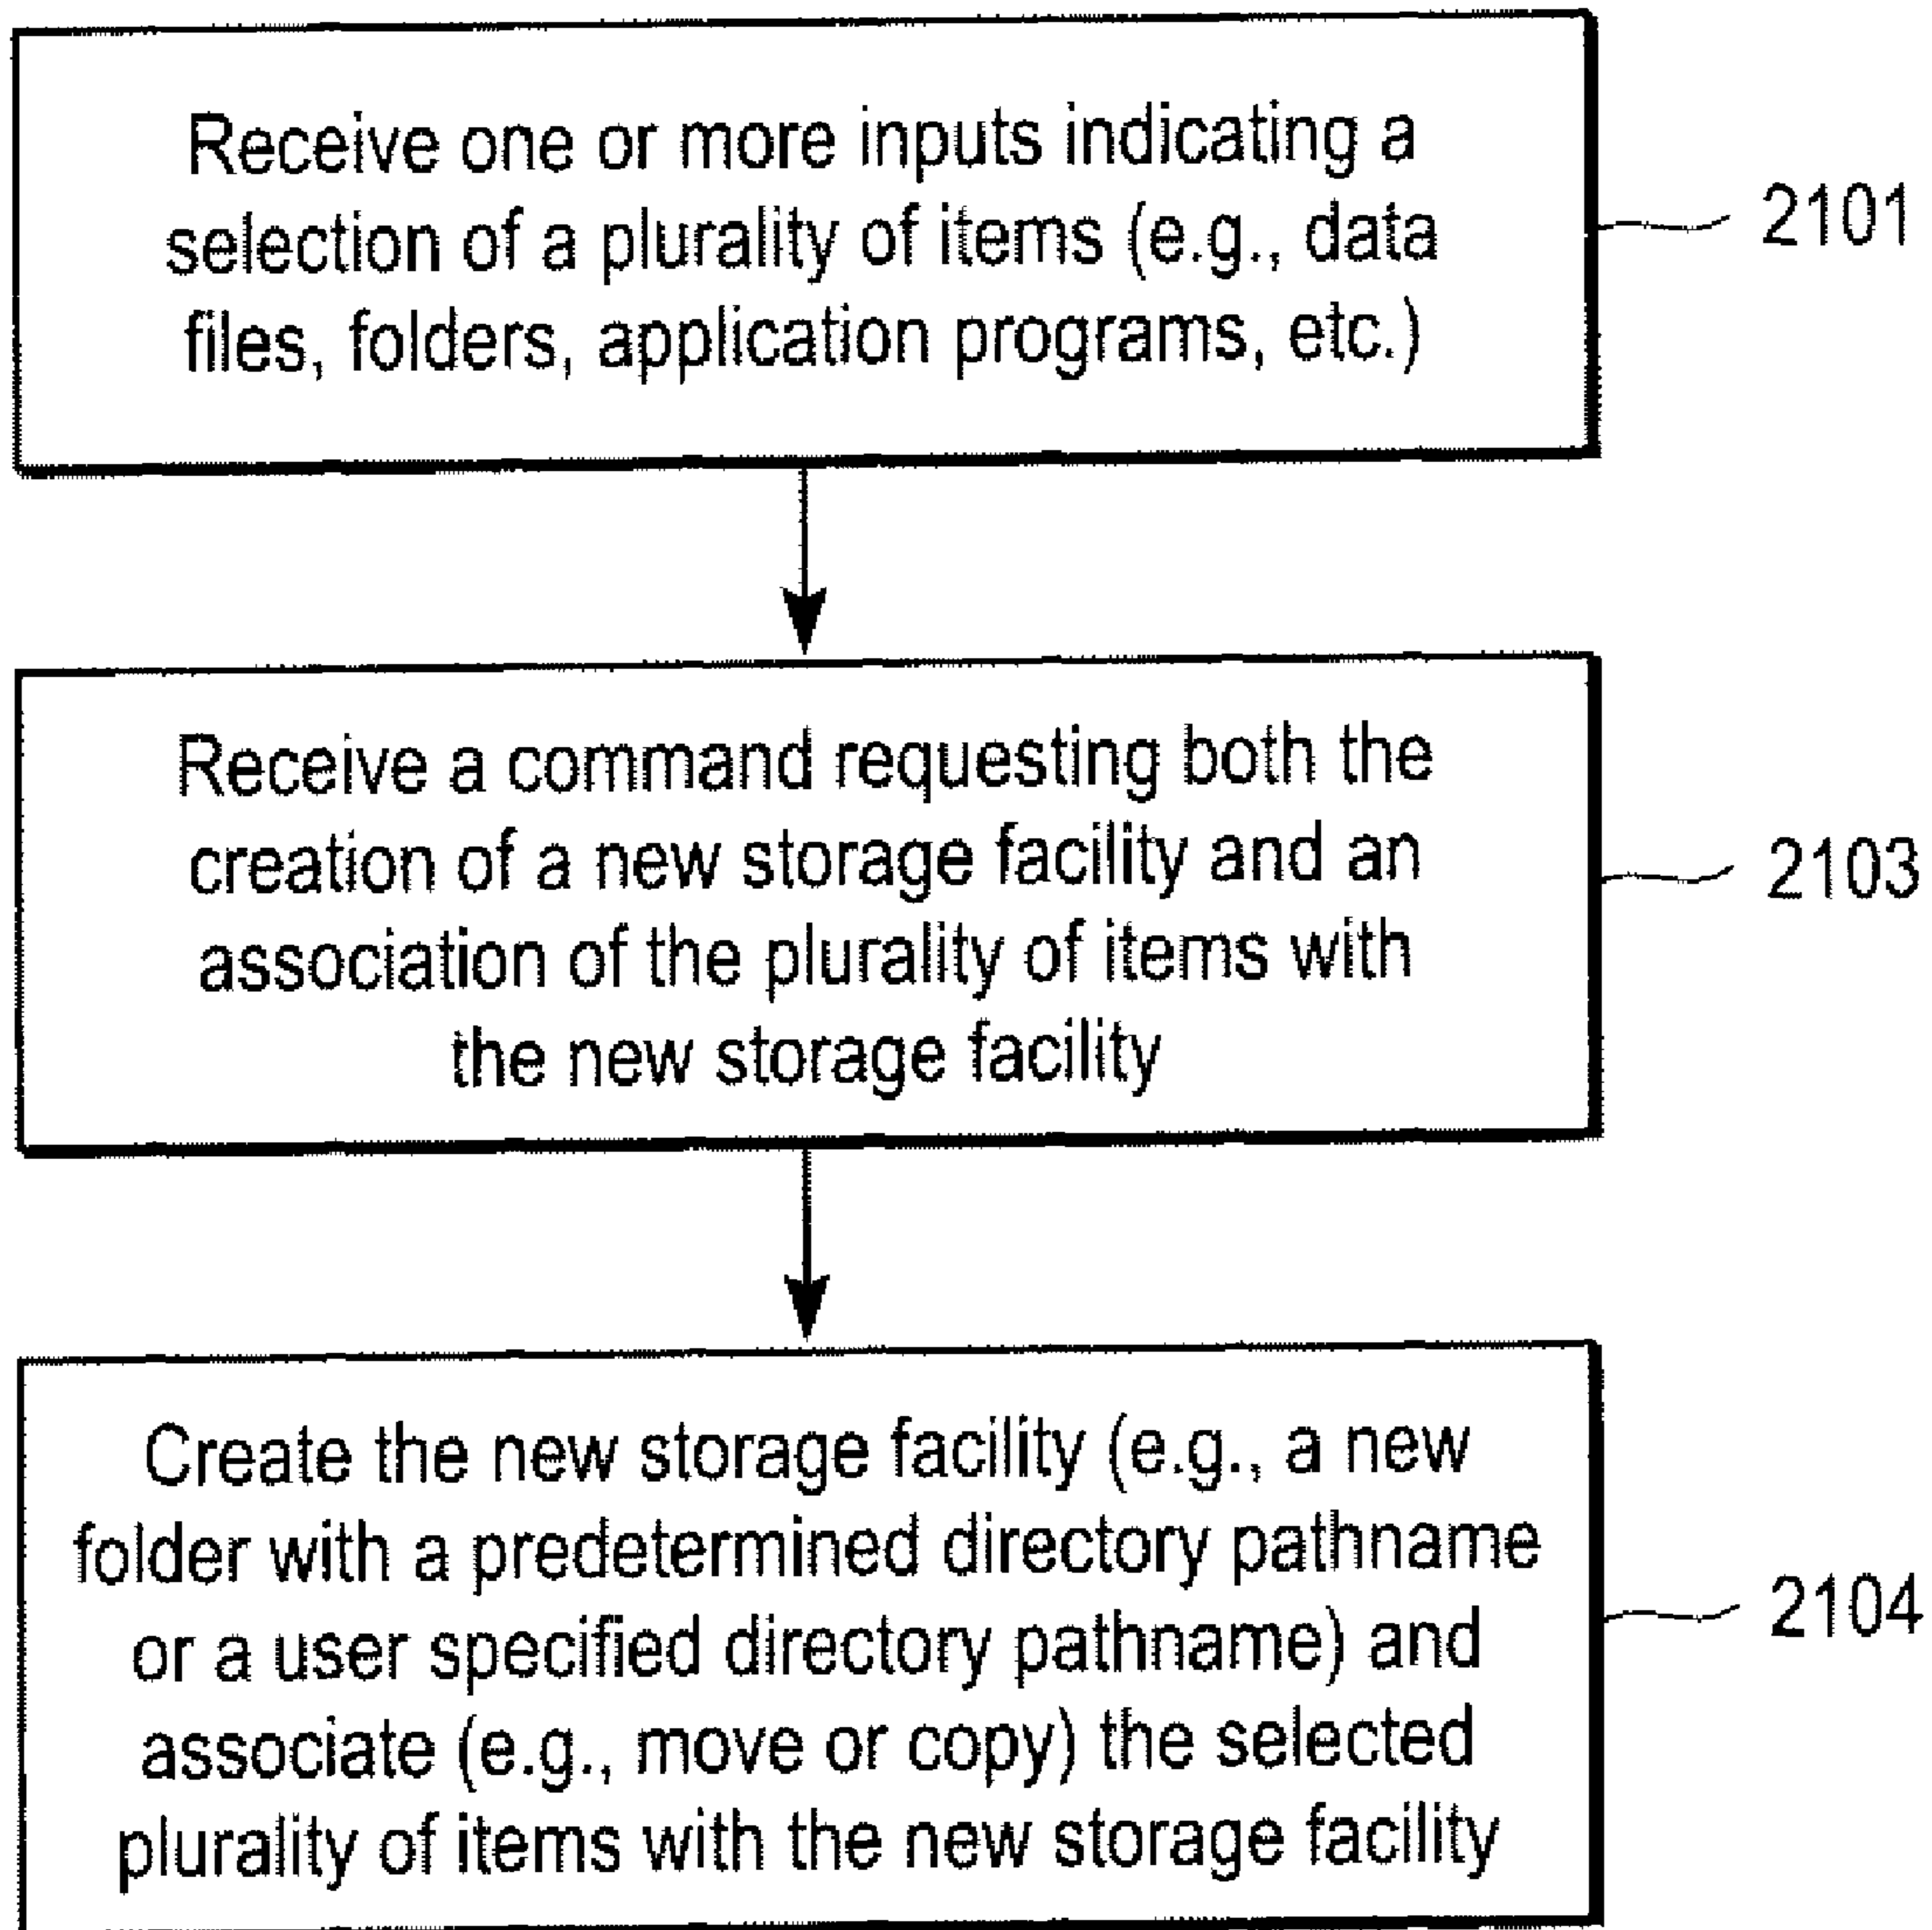 Receive one or more inputs indicating a
selection of a plurality of items (e.g., data
files, folders, application programs, etc.)
2101
Receive a command requesting both the
creation of a new storage facility and an
association of the plurality of items with
the new storage facility
2103
Create the new storage facility (e.g., a new
folder with a predetermined directory pathname
or a user specified directory pathname) and
associate (e.g., move or copy) the selected
plurality of items with the new storage facility
2104